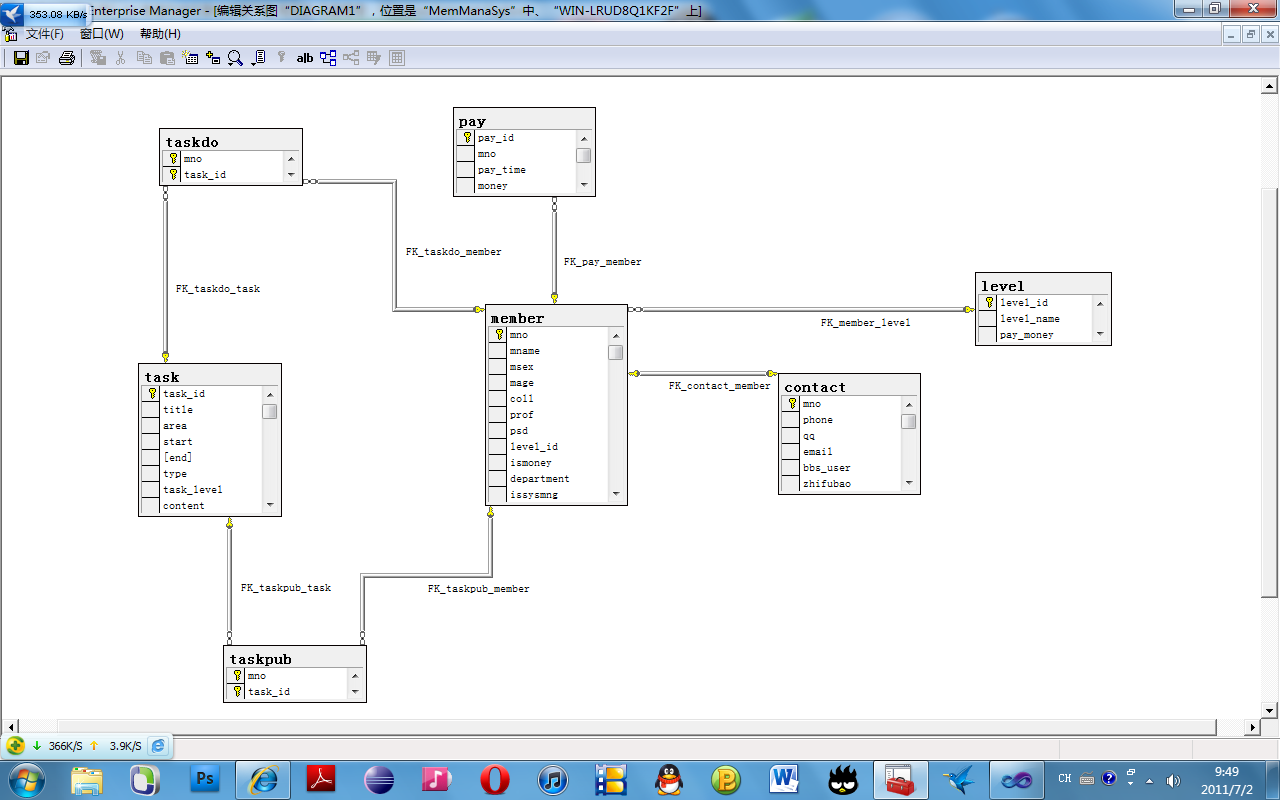 353.08 KB/s
Enterprise Manager - [编辑关系图“DIAGRAM1”，位置是“MemManaSys”中、“WIN-LRUD8Q1KF2F”上]
文件(F) 窗口(W) 帮助(H)
a|b
pay
pay_id
mno
pay_time
money
taskdo
mno
task_id
FK_taskdo_member
FK_pay_member
FK_taskdo_task
level
level_id
level_name
pay_money
member
mno
mname
msex
mage
coll
prof
psd
level_id
ismoney
department
issysmng
FK_member_level
FK_contact_member
contact
mno
phone
qq
email
bbs_user
zhifubao
task
task_id
title
area
start
[end]
type
task_level
content
FK_taskpub_task
FK_taskpub_member
taskpub
mno
task_id
366K/S 3.9K/S
Ps
CH
9:49
2011/7/2